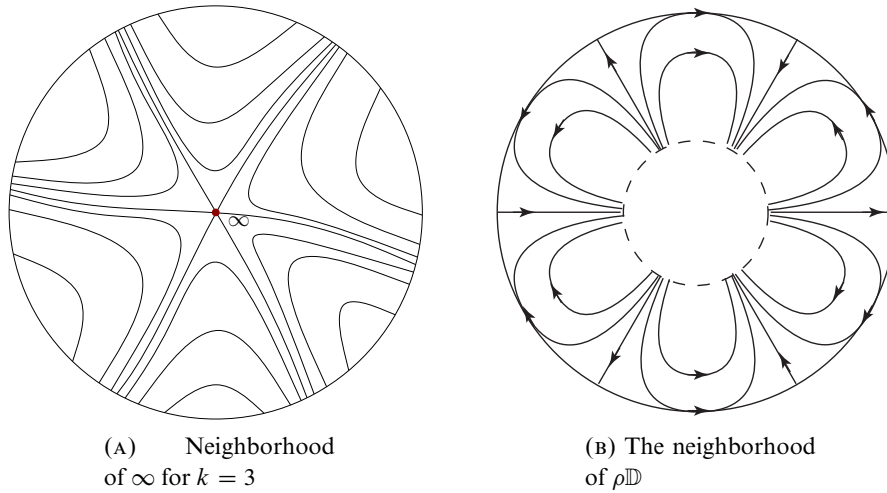 ∞
(A) Neighborhood
of ∞ for k = 3
(B) The neighborhood
of ρ𝔻